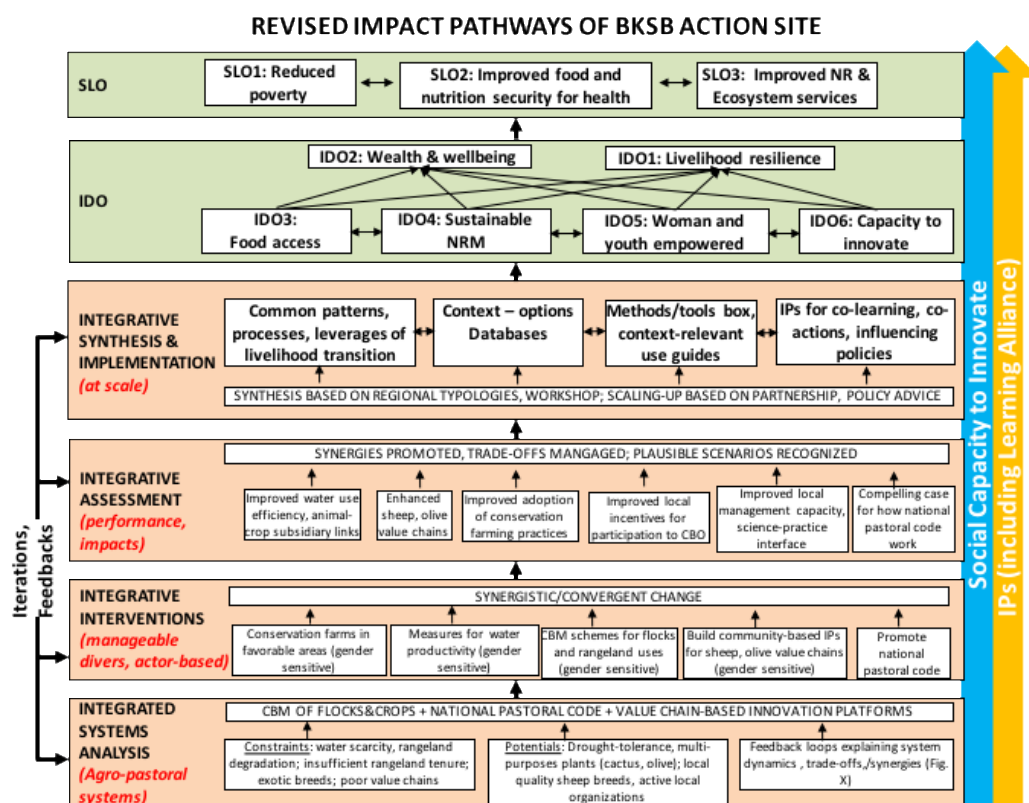 REVISED IMPACT PATHWAYS OF BKSB ACTION SITE
SLO
SLO1: Reduced
poverty
SLO2: Improved food and
nutrition security for health
SLO3: Improved NR &
Ecosystem services
IDO
IDO2: Wealth & wellbeing
IDO1: Livelihood resilience
IDO3:
Food access
IDO4: Sustainable
NRM
IDO5: Woman and
youth empowered
IDO6: Capacity to
innovate
INTEGRATIVE
SYNTHESIS &
IMPLEMENTATION
(at scale)
Common patterns,
processes, leverages of
livelihood transition
Context – options
Databases
Methods/tools box,
context-relevant
use guides
IPs for co-learning, co-
actions, influencing
policies
SYNTHESIS BASED ON REGIONAL TYPOLOGIES, WORKSHOP; SCALING-UP BASED ON PARTNERSHIP, POLICY ADVICE
INTEGRATIVE
ASSESSMENT
(performance,
impacts)
SYNERGIES PROMOTED, TRADE-OFFS MANGAGED; PLAUSIBLE SCENARIOS RECOGNIZED
Improved water use
efficiency, animal-
crop subsidiary links
Enhanced
sheep, olive
value chains
Improved adoption
of conservation
farming practices
Improved local
incentives for
participation to CBO
Improved local
management capacity,
science-practice
interface
Compelling case
for how national
pastoral code
work
INTEGRATIVE
INTERVENTIONS
(manageable
divers, actor-based)
SYNERGISTIC/CONVERGENT CHANGE
Conservation farms in
favorable areas (gender
sensitive)
Measures for water
productivity (gender
sensitive)
CBM schemes for flocks
and rangeland uses
(gender sensitive)
Build community-based IPs
for sheep, olive value chains
(gender sensitive)
Promote
national
pastoral code
INTEGRATED
SYSTEMS
ANALYSIS
(Agro-pastoral
systems)
CBM OF FLOCKS&CROPS + NATIONAL PASTORAL CODE + VALUE CHAIN-BASED INNOVATION PLATFORMS
Constraints: water scarcity, rangeland
degradation; insufficient rangeland tenure;
exotic breeds; poor value chains
Potentials: Drought-tolerance, multi-
purposes plants (cactus, olive); local
quality sheep breeds, active local
organizations
Feedback loops explaining system
dynamics , trade-offs,/synergies (Fig.
X)
Iterations,
Feedbacks
Social Capacity to Innovate
IPs (including Learning Alliance)